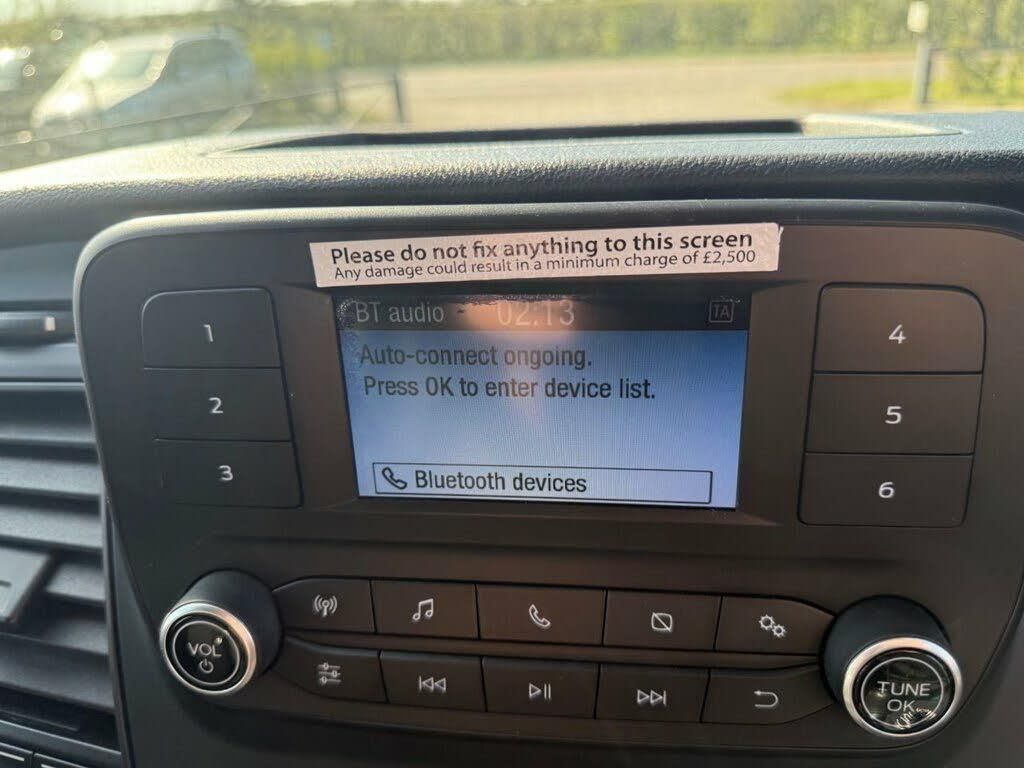 Please do not fix anything to this screen
Any damage could result in a minimum charge of £2,500
BT audio 02:13 TA
Auto-connect ongoing.
Press OK to enter device list.
Bluetooth devices
1
2
3
4
5
6
VOL
TUNE
OK